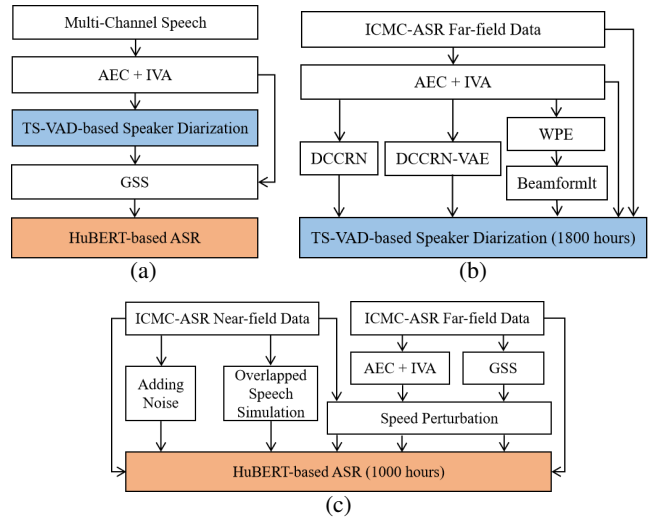 Multi-Channel Speech
AEC + IVA
TS-VAD-based Speaker Diarization
GSS
HuBERT-based ASR
(a)
ICMC-ASR Far-field Data
AEC + IVA
DCCRN
DCCRN-VAE
WPE
BeamformIt
TS-VAD-based Speaker Diarization (1800 hours)
(b)
ICMC-ASR Near-field Data
ICMC-ASR Far-field Data
Adding
Noise
Overlapped
Speech
Simulation
AEC + IVA
GSS
Speed Perturbation
HuBERT-based ASR (1000 hours)
(c)